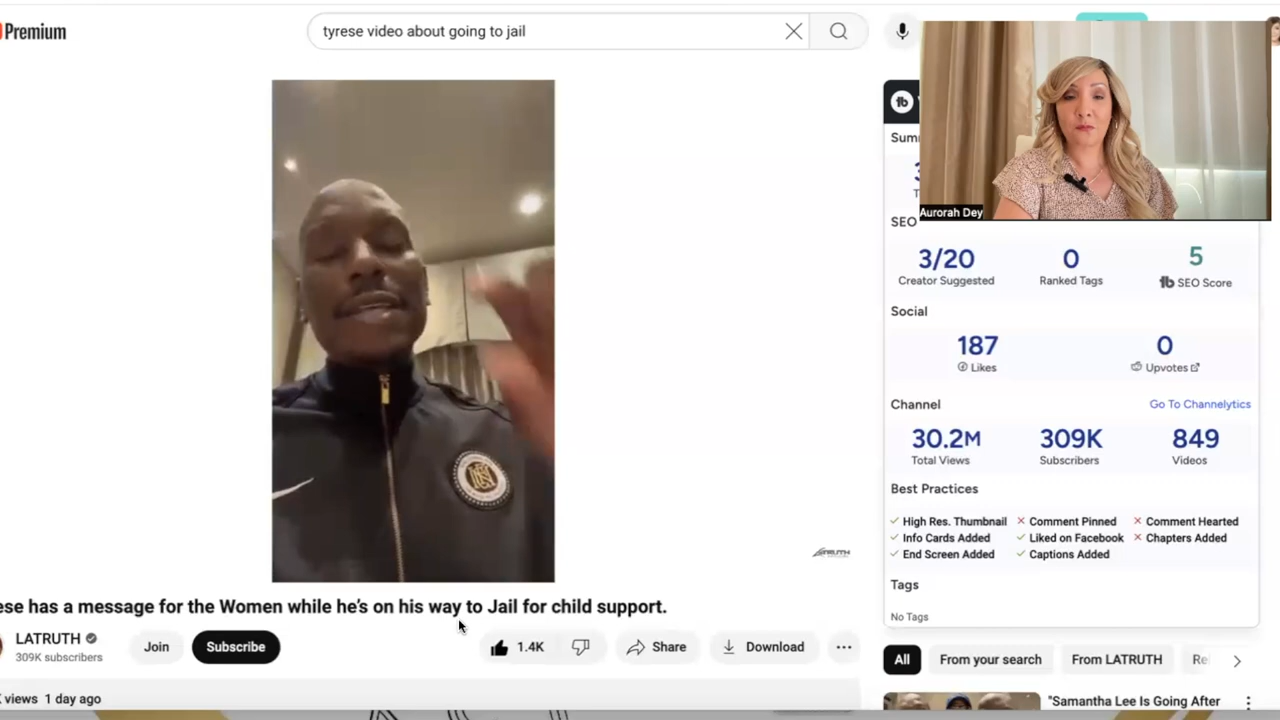 Premium
tyrese video about going to jail
Aurorah Dey
SEO
3/20
0
5
Creator Suggested
Ranked Tags
tb SEO Score
Social
187
0
Likes
Upvotes
Channel
Go To Channelytics
30.2M
309K
849
Total Views
Subscribers
Videos
Best Practices
High Res. Thumbnail
Comment Pinned
Comment Hearted
Info Cards Added
Liked on Facebook
Chapters Added
End Screen Added
Captions Added
Tags
No Tags
has a message for the Women while he's on his way to Jail for child support.
LATRUTH
309K subscribers
Join
Subscribe
1.4K
Share
Download
...
All
From your search
From LATRUTH
views 1 day ago
"Samantha Lee Is Going After